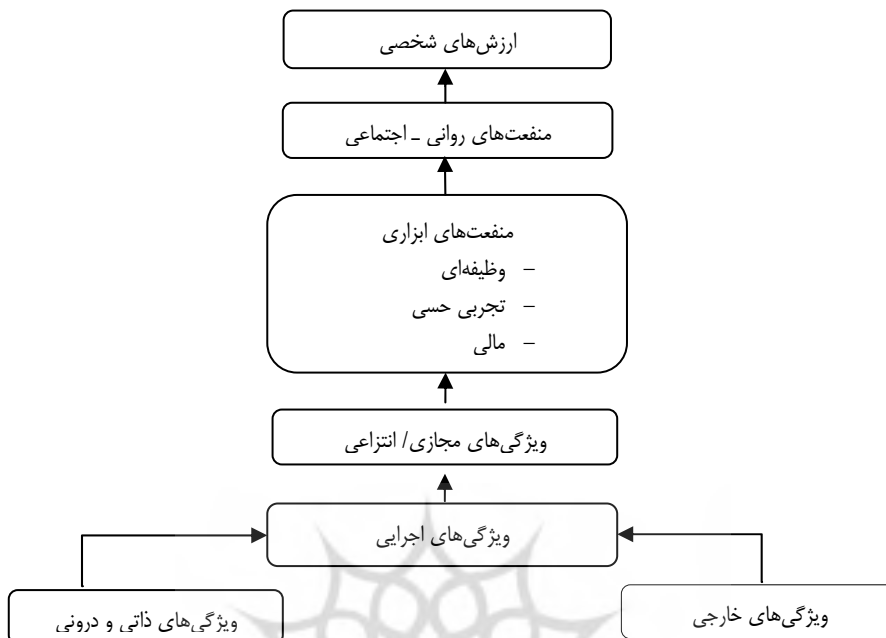 ارزش‌های شخصی
منفعت‌های روانی ـ اجتماعی
منفعت‌های ابزاری
– وظیفه‌ای
– تجربی حسی
– مالی
ویژگی‌های مجازی/ انتزاعی
ویژگی‌های اجرایی
ویژگی‌های خارجی
ویژگی‌های ذاتی و درونی